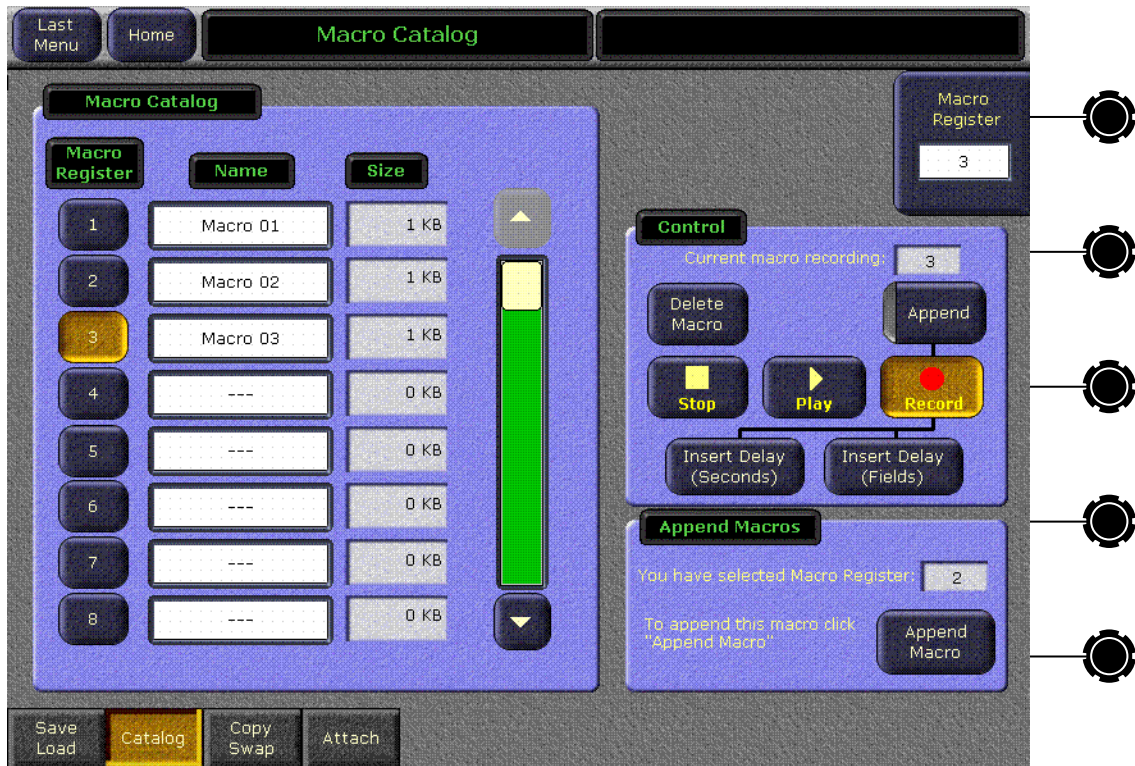 Last
Menu
Home
Macro Catalog
Macro Catalog
Macro
Register
Name
Size
1
Macro 01
1 KB
2
Macro 02
1 KB
3
Macro 03
1 KB
4
---
0 KB
5
---
0 KB
6
---
0 KB
7
---
0 KB
8
---
0 KB
Macro
Register
3
Control
Current macro recording:
3
Delete
Macro
Append
Stop
Play
Record
Insert Delay
(Seconds)
Insert Delay
(Fields)
Append Macros
You have selected Macro Register:
2
To append this macro click
"Append Macro"
Append
Macro
Save
Load
Catalog
Copy
Swap
Attach